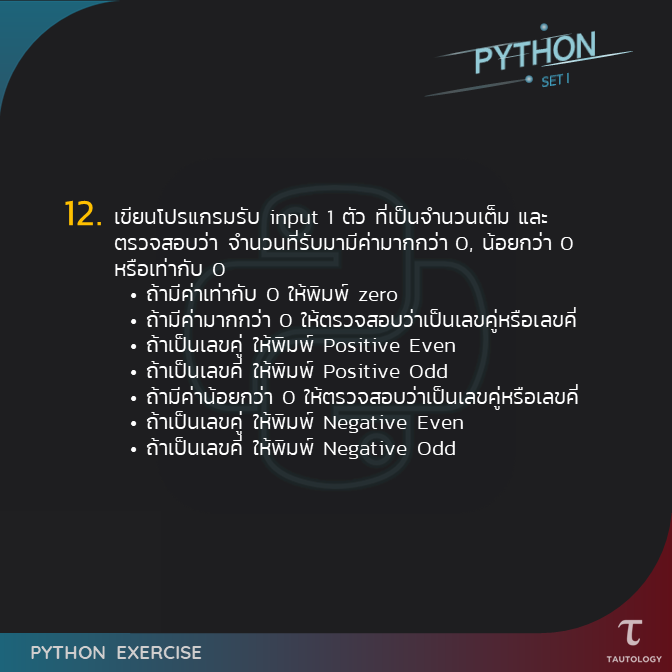 PYTHON
SET I
12. เขียนโปรแกรมรับ input 1 ตัว ที่เป็นจำนวนเต็ม และ
ตรวจสอบว่า จำนวนที่รับมามีค่ามากกว่า 0, น้อยกว่า 0
หรือเท่ากับ 0
• ถ้ามีค่าเท่ากับ 0 ให้พิมพ์ zero
• ถ้ามีค่ามากกว่า 0 ให้ตรวจสอบว่าเป็นเลขคู่หรือเลขคี่
• ถ้าเป็นเลขคู่ ให้พิมพ์ Positive Even
• ถ้าเป็นเลขคี่ ให้พิมพ์ Positive Odd
• ถ้ามีค่าน้อยกว่า 0 ให้ตรวจสอบว่าเป็นเลขคู่หรือเลขคี่
• ถ้าเป็นเลขคู่ ให้พิมพ์ Negative Even
• ถ้าเป็นเลขคี่ ให้พิมพ์ Negative Odd
PYTHON EXERCISE
τ
TAUTOLOGY